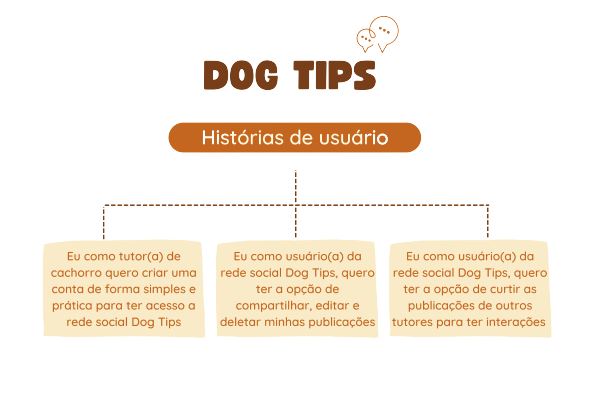 DOG TIPS
Histórias de usuário
Eu como tutor(a) de
cachorro quero criar uma
conta de forma simples e
prática para ter acesso a
rede social Dog Tips
Eu como usuário(a) da
rede social Dog Tips, quero
ter a opção de
compartilhar, editar e
deletar minhas publicações
Eu como usuário(a) da
rede social Dog Tips, quero
ter a opção de curtir as
publicações de outros
tutores para ter interações